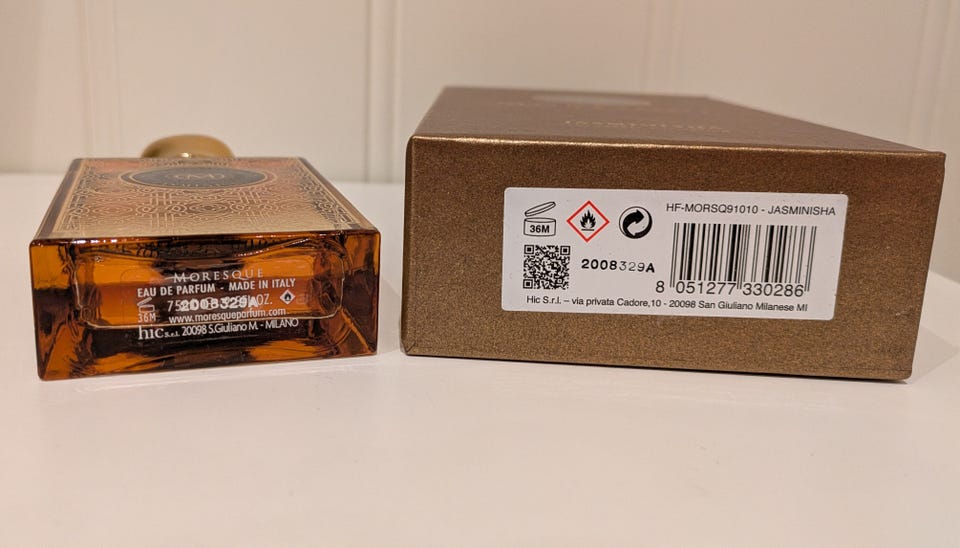 MORESQUE
EAU DE PARFUM - MADE IN ITALY
2008329A
36M
www.moresqueparfum.com
hic S.r.l. 20098 S.Giuliano M. - MILANO
HF-MORSQ91010 - JASMINISHA
36M
2008329A
8 051277 330286
Hic S.r.l. – via privata Cadore,10 - 20098 San Giuliano Milanese MI